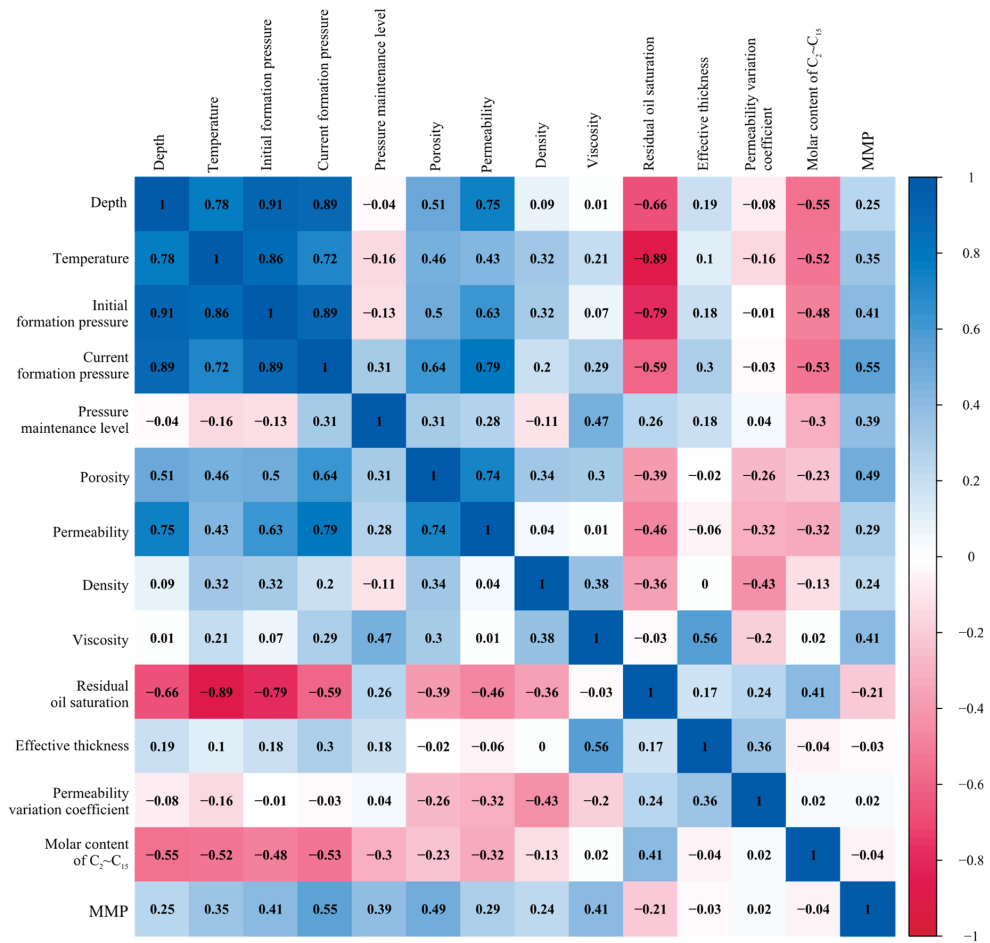 Depth
Temperature
Initial formation pressure
Current formation pressure
Pressure maintenance level
Porosity
Permeability
Density
Viscosity
Residual oil saturation
Effective thickness
Permeability variation
coefficient
Molar content of C₂~C₁₅
MMP
Depth 1 0.78 0.91 0.89 −0.04 0.51 0.75 0.09 0.01 −0.66 0.19 −0.08 −0.55 0.25
Temperature 0.78 1 0.86 0.72 −0.16 0.46 0.43 0.32 0.21 −0.89 0.1 −0.16 −0.52 0.35
Initial
formation pressure 0.91 0.86 1 0.89 −0.13 0.5 0.63 0.32 0.07 −0.79 0.18 −0.01 −0.48 0.41
Current
formation pressure 0.89 0.72 0.89 1 0.31 0.64 0.79 0.2 0.29 −0.59 0.3 −0.03 −0.53 0.55
Pressure
maintenance level −0.04 −0.16 −0.13 0.31 1 0.31 0.28 −0.11 0.47 0.26 0.18 0.04 −0.3 0.39
Porosity 0.51 0.46 0.5 0.64 0.31 1 0.74 0.34 0.3 −0.39 −0.02 −0.26 −0.23 0.49
Permeability 0.75 0.43 0.63 0.79 0.28 0.74 1 0.04 0.01 −0.46 −0.06 −0.32 −0.32 0.29
Density 0.09 0.32 0.32 0.2 −0.11 0.34 0.04 1 0.38 −0.36 0 −0.43 −0.13 0.24
Viscosity 0.01 0.21 0.07 0.29 0.47 0.3 0.01 0.38 1 −0.03 0.56 −0.2 0.02 0.41
Residual
oil saturation −0.66 −0.89 −0.79 −0.59 0.26 −0.39 −0.46 −0.36 −0.03 1 0.17 0.24 0.41 −0.21
Effective thickness 0.19 0.1 0.18 0.3 0.18 −0.02 −0.06 0 0.56 0.17 1 0.36 −0.04 −0.03
Permeability
variation coefficient −0.08 −0.16 −0.01 −0.03 0.04 −0.26 −0.32 −0.43 −0.2 0.24 0.36 1 0.02 0.02
Molar content
of C₂~C₁₅ −0.55 −0.52 −0.48 −0.53 −0.3 −0.23 −0.32 −0.13 0.02 0.41 −0.04 0.02 1 −0.04
MMP 0.25 0.35 0.41 0.55 0.39 0.49 0.29 0.24 0.41 −0.21 −0.03 0.02 −0.04 1
1
0.8
0.6
0.4
0.2
0
−0.2
−0.4
−0.6
−0.8
−1